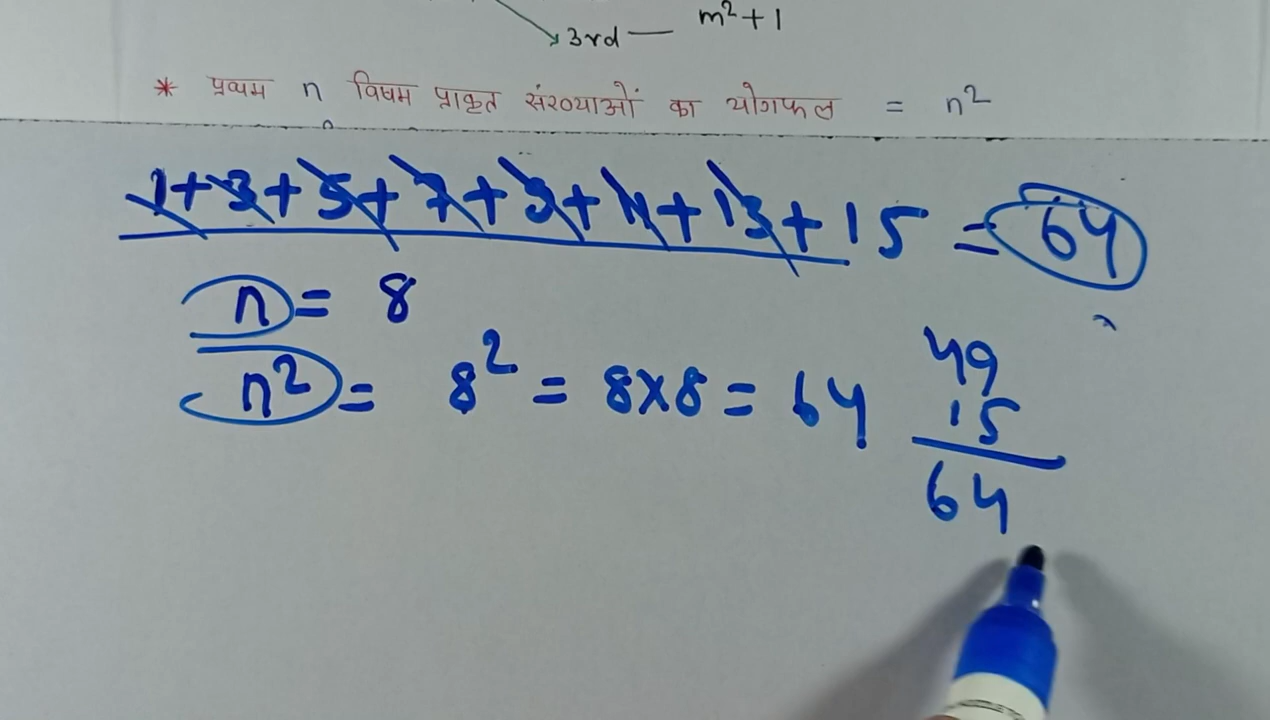 3rd — m²+1
* प्रथम n विषम प्राकृत संख्याओं का योगफल = n²
1+3+5+7+9+11+13+15 = 64
n = 8
n² = 8² = 8×8 = 64
49
15
64